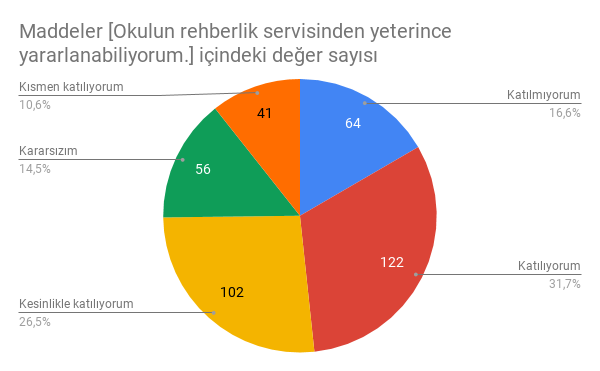 Maddeler [Okulun rehberlik servisinden yeterince
yararlanabiliyorum.] içindeki değer sayısı
Kısmen katılıyorum
10,6%
41
64
Katılmıyorum
16,6%
Kararsızım
14,5%
56
122
Katılıyorum
31,7%
102
Kesinlikle katılıyorum
26,5%